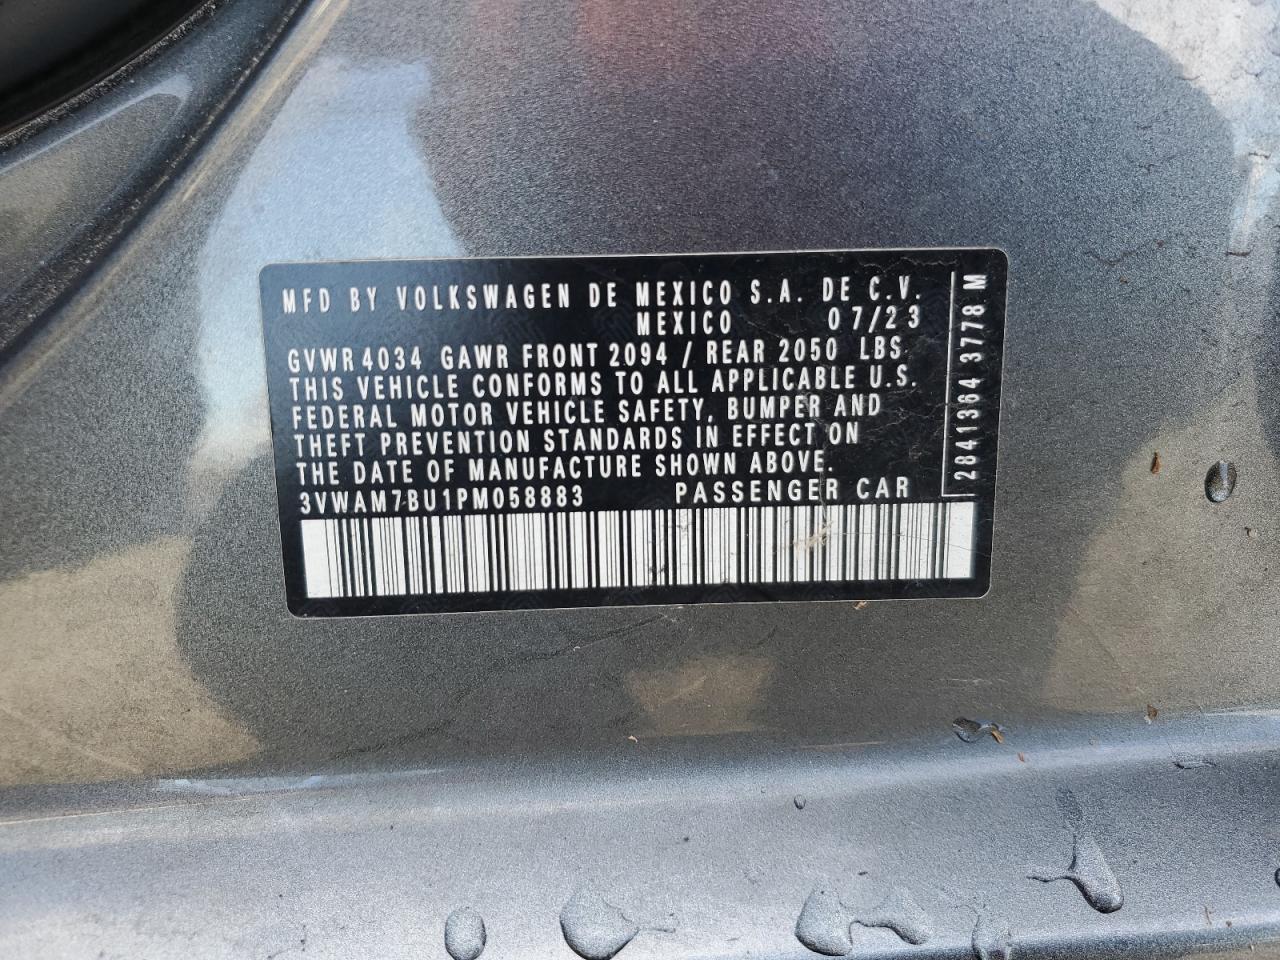 MFD BY VOLKSWAGEN DE MEXICO S.A. DE C.V.
MEXICO 07/23
GVWR 4034 GAWR FRONT 2094 / REAR 2050 LBS
THIS VEHICLE CONFORMS TO ALL APPLICABLE U.S.
FEDERAL MOTOR VEHICLE SAFETY, BUMPER AND
THEFT PREVENTION STANDARDS IN EFFECT ON
THE DATE OF MANUFACTURE SHOWN ABOVE.
3VWAM7BU1PM058883 PASSENGER CAR
2841364 3778 M